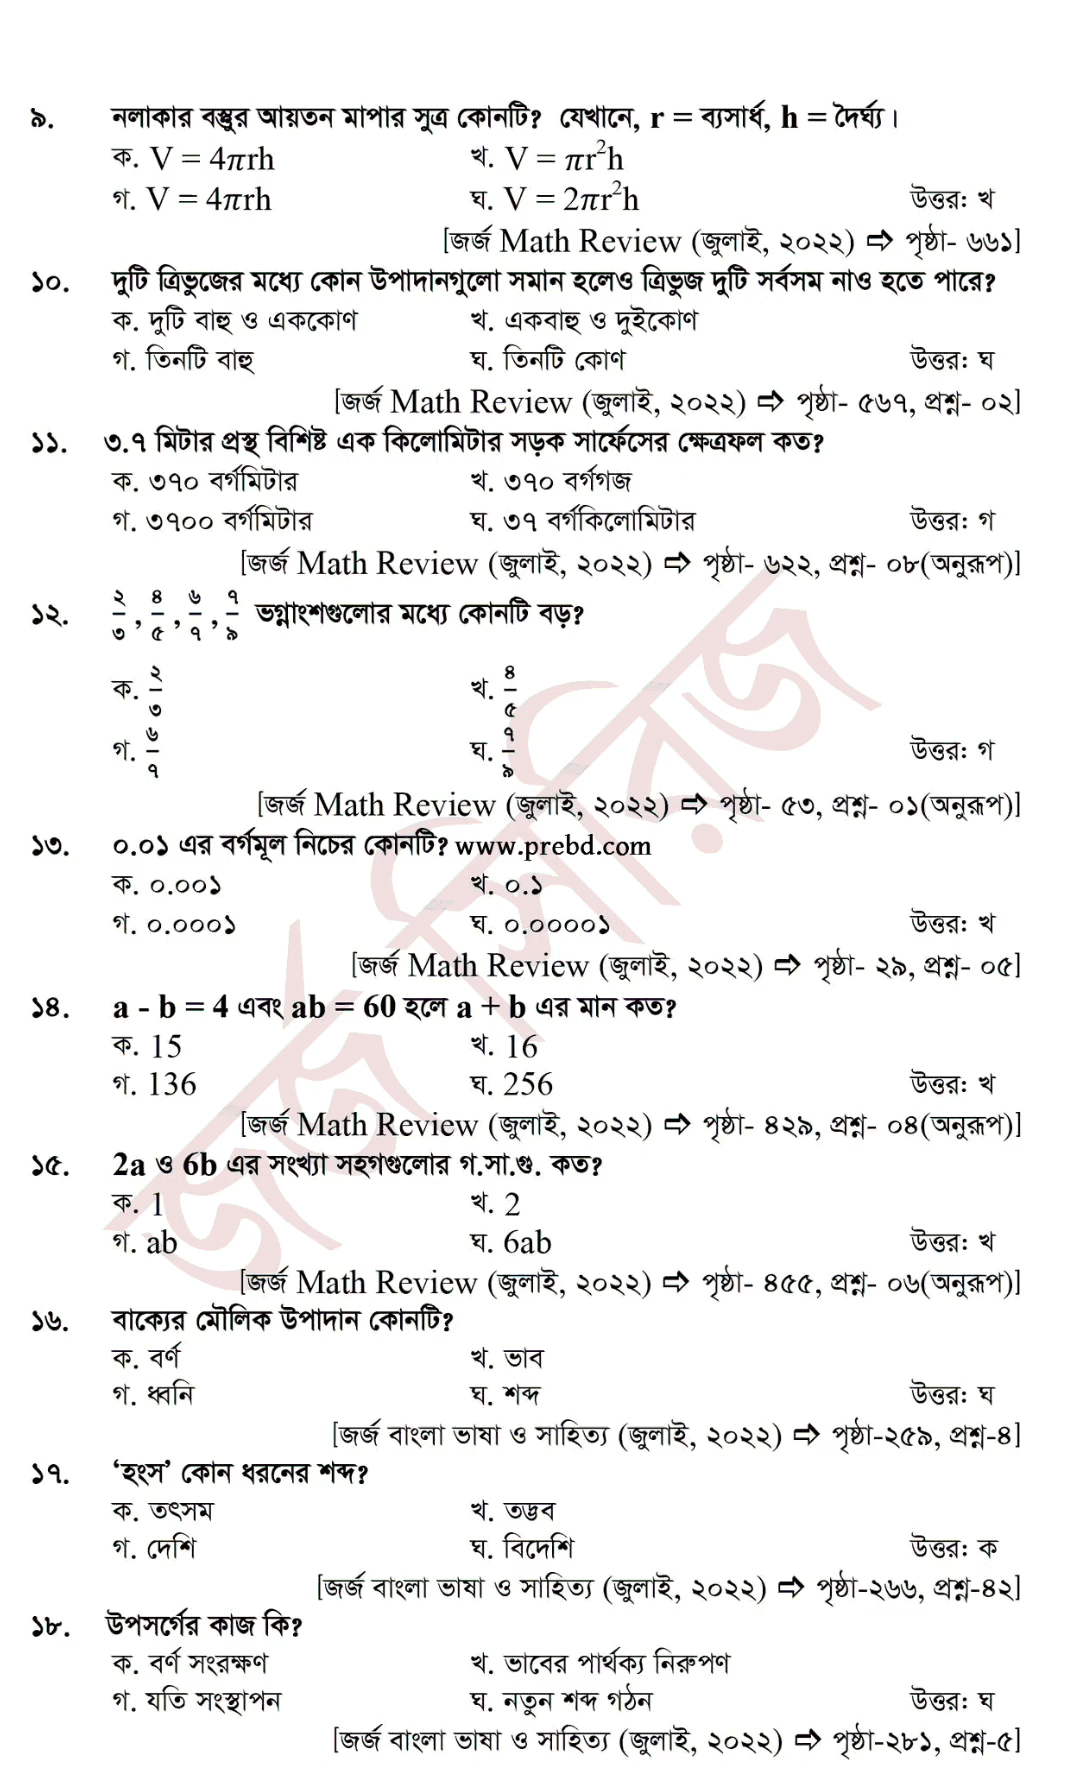 ৯. নলাকার বস্তুর আয়তন মাপার সুত্র কোনটি? যেখানে, r = ব্যসার্ধ, h = দৈর্ঘ্য।
ক. V = 4πrh খ. V = πr²h
গ. V = 4πrh ঘ. V = 2πr²h উত্তর: খ
[জর্জ Math Review (জুলাই, ২০২২) ⇨ পৃষ্ঠা- ৬৬১]
১০. দুটি ত্রিভুজের মধ্যে কোন উপাদানগুলো সমান হলেও ত্রিভুজ দুটি সর্বসম নাও হতে পারে?
ক. দুটি বাহু ও এককোণ খ. একবাহু ও দুইকোণ
গ. তিনটি বাহু ঘ. তিনটি কোণ উত্তর: ঘ
[জর্জ Math Review (জুলাই, ২০২২) ⇨ পৃষ্ঠা- ৫৬৭, প্রশ্ন- ০২]
১১. ৩.৭ মিটার প্রস্থ বিশিষ্ট এক কিলোমিটার সড়ক সার্ফেসের ক্ষেত্রফল কত?
ক. ৩৭০ বর্গমিটার খ. ৩৭০ বর্গগজ
গ. ৩৭০০ বর্গমিটার ঘ. ৩৭ বর্গকিলোমিটার উত্তর: গ
[জর্জ Math Review (জুলাই, ২০২২) ⇨ পৃষ্ঠা- ৬২২, প্রশ্ন- ০৮(অনুরূপ)]
১২. ২/৩, ৪/৫, ৬/৭, ৭/৯ ভগ্নাংশগুলোর মধ্যে কোনটি বড়?
ক. ২/৩ খ. ৪/৫
গ. ৬/৭ ঘ. ৭/৯ উত্তর: গ
[জর্জ Math Review (জুলাই, ২০২২) ⇨ পৃষ্ঠা- ৫৩, প্রশ্ন- ০১(অনুরূপ)]
১৩. ০.০১ এর বর্গমূল নিচের কোনটি? www.prebd.com
ক. ০.০০১ খ. ০.১
গ. ০.০০০১ ঘ. ০.০০০০১ উত্তর: খ
[জর্জ Math Review (জুলাই, ২০২২) ⇨ পৃষ্ঠা- ২৯, প্রশ্ন- ০৫]
১৪. a - b = 4 এবং ab = 60 হলে a + b এর মান কত?
ক. 15 খ. 16
গ. 136 ঘ. 256 উত্তর: খ
[জর্জ Math Review (জুলাই, ২০২২) ⇨ পৃষ্ঠা- ৪২৯, প্রশ্ন- ০৪(অনুরূপ)]
১৫. 2a ও 6b এর সংখ্যা সহগগুলোর গ.সা.গু. কত?
ক. 1 খ. 2
গ. ab ঘ. 6ab উত্তর: খ
[জর্জ Math Review (জুলাই, ২০২২) ⇨ পৃষ্ঠা- ৪৫৫, প্রশ্ন- ০৬(অনুরূপ)]
১৬. বাক্যের মৌলিক উপাদান কোনটি?
ক. বর্ণ খ. ভাব
গ. ধ্বনি ঘ. শব্দ উত্তর: ঘ
[জর্জ বাংলা ভাষা ও সাহিত্য (জুলাই, ২০২২) ⇨ পৃষ্ঠা-২৫৯, প্রশ্ন-৪]
১৭. ‘হংস’ কোন ধরনের শব্দ?
ক. তৎসম খ. তদ্ভব
গ. দেশি ঘ. বিদেশি উত্তর: ক
[জর্জ বাংলা ভাষা ও সাহিত্য (জুলাই, ২০২২) ⇨ পৃষ্ঠা-২৬৬, প্রশ্ন-৪২]
১৮. উপসর্গের কাজ কি?
ক. বর্ণ সংরক্ষণ খ. ভাবের পার্থক্য নিরুপণ
গ. যতি সংস্থাপন ঘ. নতুন শব্দ গঠন উত্তর: ঘ
[জর্জ বাংলা ভাষা ও সাহিত্য (জুলাই, ২০২২) ⇨ পৃষ্ঠা-২৮১, প্রশ্ন-৫]
জর্জ সিরিজ